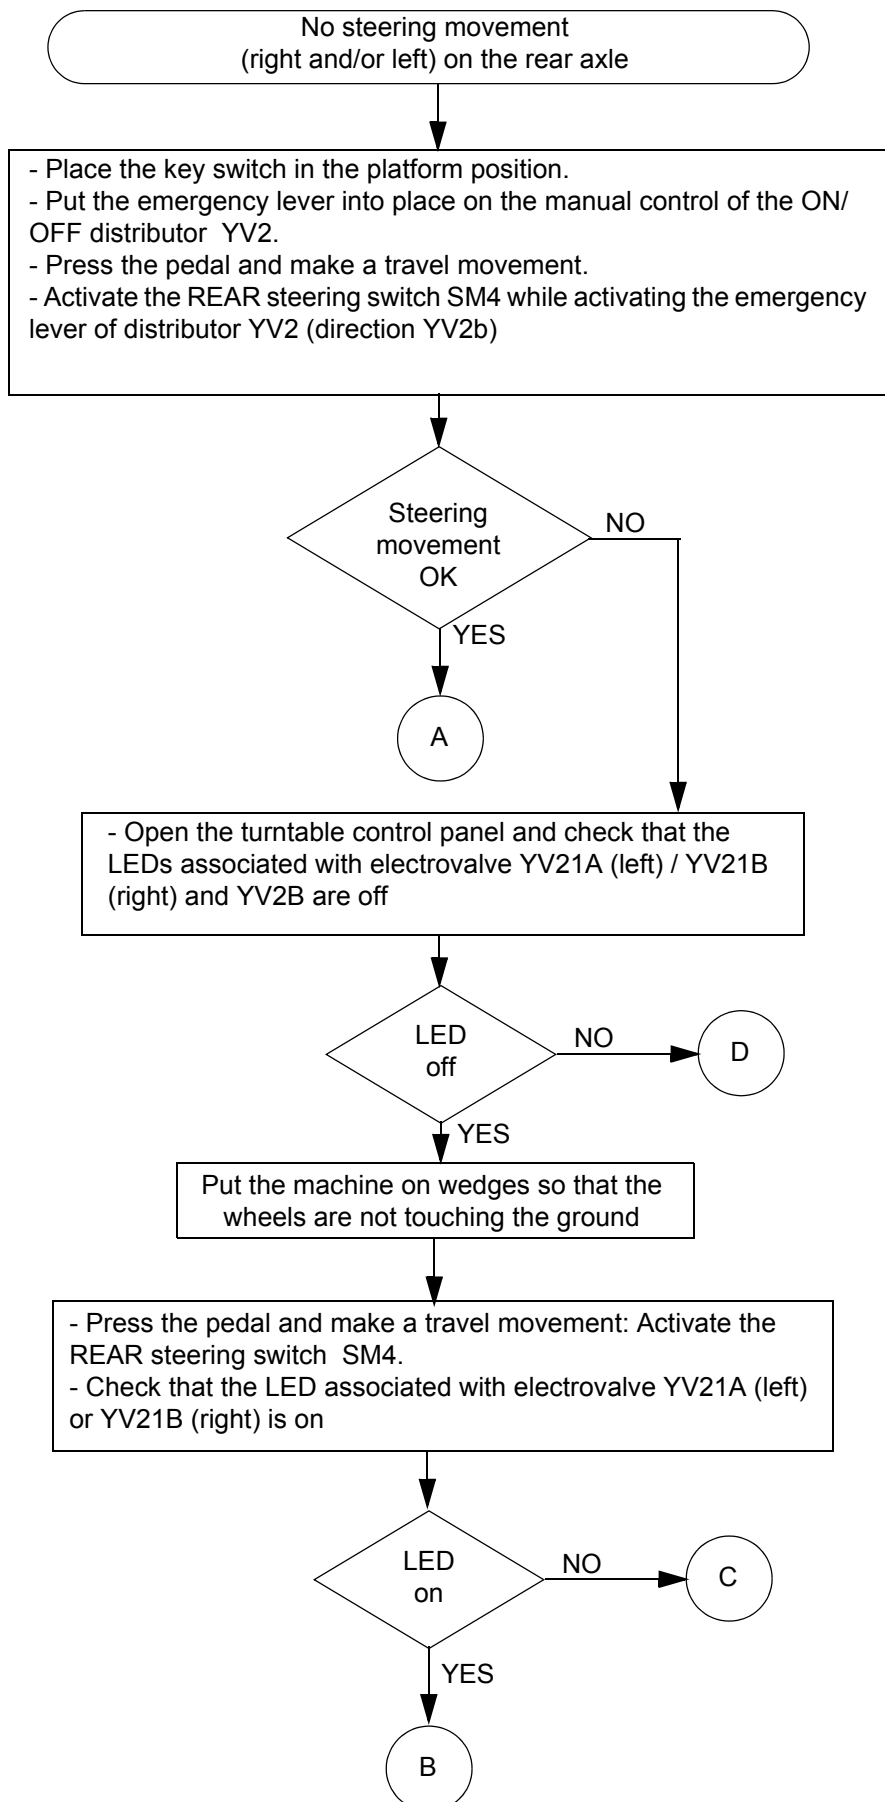 No steering movement
(right and/or left) on the rear axle
- Place the key switch in the platform position.
- Put the emergency lever into place on the manual control of the ON/
OFF distributor YV2.
- Press the pedal and make a travel movement.
- Activate the REAR steering switch SM4 while activating the emergency
lever of distributor YV2 (direction YV2b)
Steering
movement
OK
NO
YES
A
- Open the turntable control panel and check that the
LEDs associated with electrovalve YV21A (left) / YV21B
(right) and YV2B are off
LED
off
NO
D
YES
Put the machine on wedges so that the
wheels are not touching the ground
- Press the pedal and make a travel movement: Activate the
REAR steering switch SM4.
- Check that the LED associated with electrovalve YV21A (left)
or YV21B (right) is on
LED
on
NO
C
YES
B